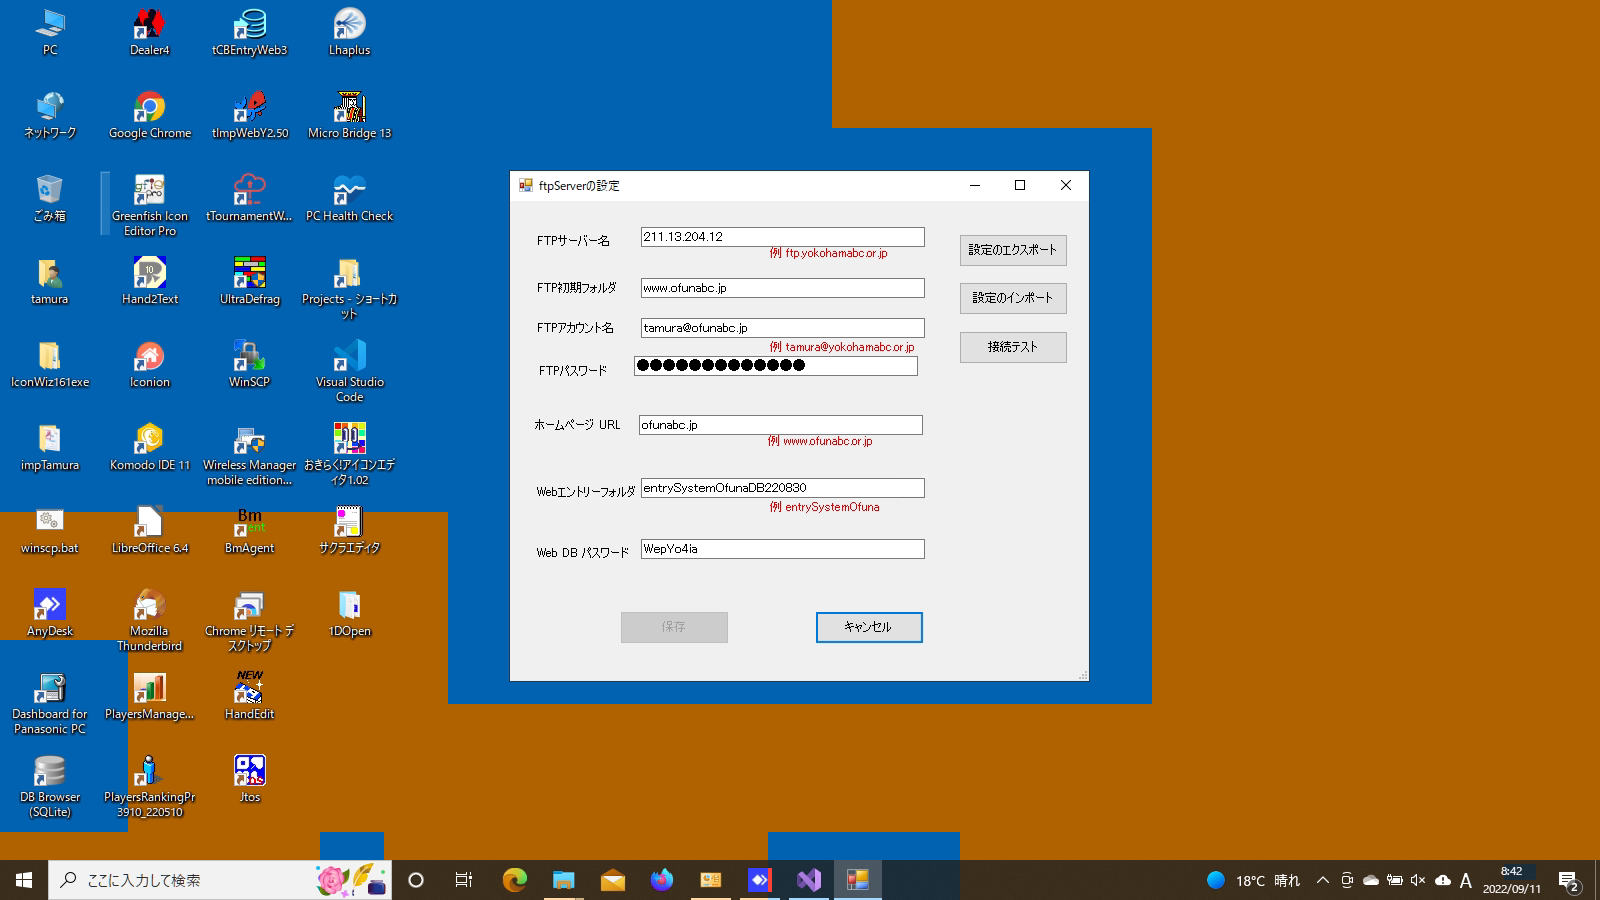 PC
Dealer4
tCBEntryWeb3
Lhaplus
ネットワーク
Google Chrome
tImpWebY2.50
Micro Bridge 13
ごみ箱
Greenfish Icon
Editor Pro
tTournamentW...
PC Health Check
tamura
Hand2Text
UltraDefrag
Projects - ショートカ
ット
IconWiz161exe
Iconion
WinSCP
Visual Studio
Code
impTamura
Komodo IDE 11
Wireless Manager
mobile edition...
おきらく!アイコンエデ
ィタ1.02
winscp.bat
LibreOffice 6.4
BmAgent
サクラエディタ
AnyDesk
Mozilla
Thunderbird
Chrome リモート デ
スクトップ
1DOpen
Dashboard for
Panasonic PC
PlayersManage...
HandEdit
DB Browser
(SQLite)
PlayersRankingPr
3910_220510
Jtos
ftpServerの設定
FTPサーバー名
211.13.204.12
例 ftp.yokohamabc.or.jp
設定のエクスポート
FTP初期フォルダ
www.ofunabc.jp
設定のインポート
FTPアカウント名
tamura@ofunabc.jp
例 tamura@yokohamabc.or.jp
接続テスト
FTPパスワード
●●●●●●●●●●●●●
ホームページ URL
ofunabc.jp
例 www.ofunabc.or.jp
Webエントリーフォルダ
entrySystemOfunaDB220830
例 entrySystemOfuna
Web DB パスワード
WepYo4ia
保存
キャンセル
ここに入力して検索
18°C 晴れ
A
8:42
2022/09/11
2